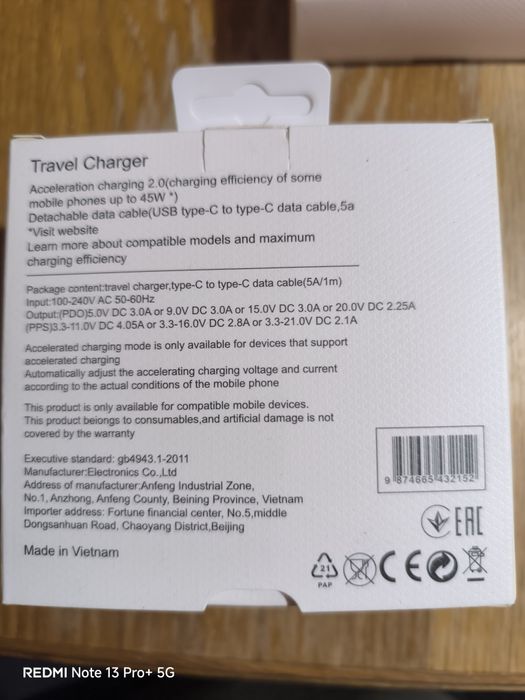 Travel Charger
Acceleration charging 2.0(charging efficiency of some
mobile phones up to 45W *)
Detachable data cable(USB type-C to type-C data cable,5a
*Visit website
Learn more about compatible models and maximum
charging efficiency
Package content:travel charger,type-C to type-C data cable(5A/1m)
Input:100-240V AC 50-60Hz
Output:(PDO)5.0V DC 3.0A or 9.0V DC 3.0A or 15.0V DC 3.0A or 20.0V DC 2.25A
(PPS)3.3-11.0V DC 4.05A or 3.3-16.0V DC 2.8A or 3.3-21.0V DC 2.1A
Accelerated charging mode is only available for devices that support
accelerated charging
Automatically adjust the accelerating charging voltage and current
according to the actual conditions of the mobile phone
This product is only available for compatible mobile devices.
This product beiongs to consumables,and artificial damage is not
covered by the warranty
Executive standard: gb4943.1-2011
Manufacturer:Electronics Co.,Ltd
Address of manufacturer:Anfeng Industrial Zone,
No.1, Anzhong, Anfeng County, Beining Province, Vietnam
Importer address: Fortune financial center, No.5,middle
Dongsanhuan Road, Chaoyang District,Beijing
Made in Vietnam
9 874665 432152
EAC
21
PAP
CE
REDMI Note 13 Pro+ 5G